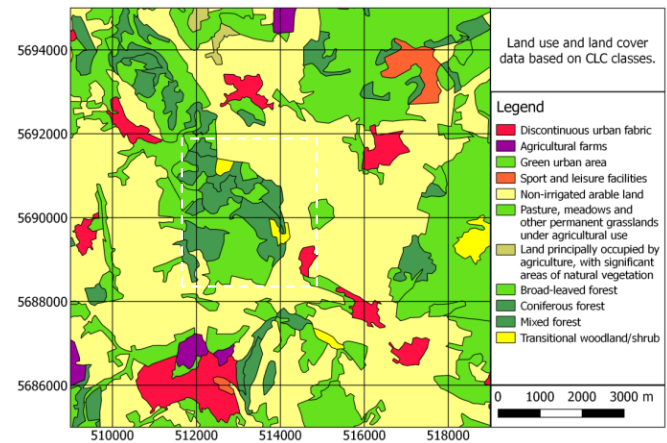 5694000
5692000
5690000
5688000
5686000
510000
512000
514000
516000
518000
Land use and land cover
data based on CLC classes.
Legend
Discontinuous urban fabric
Agricultural farms
Green urban area
Sport and leisure facilities
Non-irrigated arable land
Pasture, meadows and
other permanent grasslands
under agricultural use
Land principally occupied by
agriculture, with significant
areas of natural vegetation
Broad-leaved forest
Coniferous forest
Mixed forest
Transitional woodland/shrub
0 1000 2000 3000 m